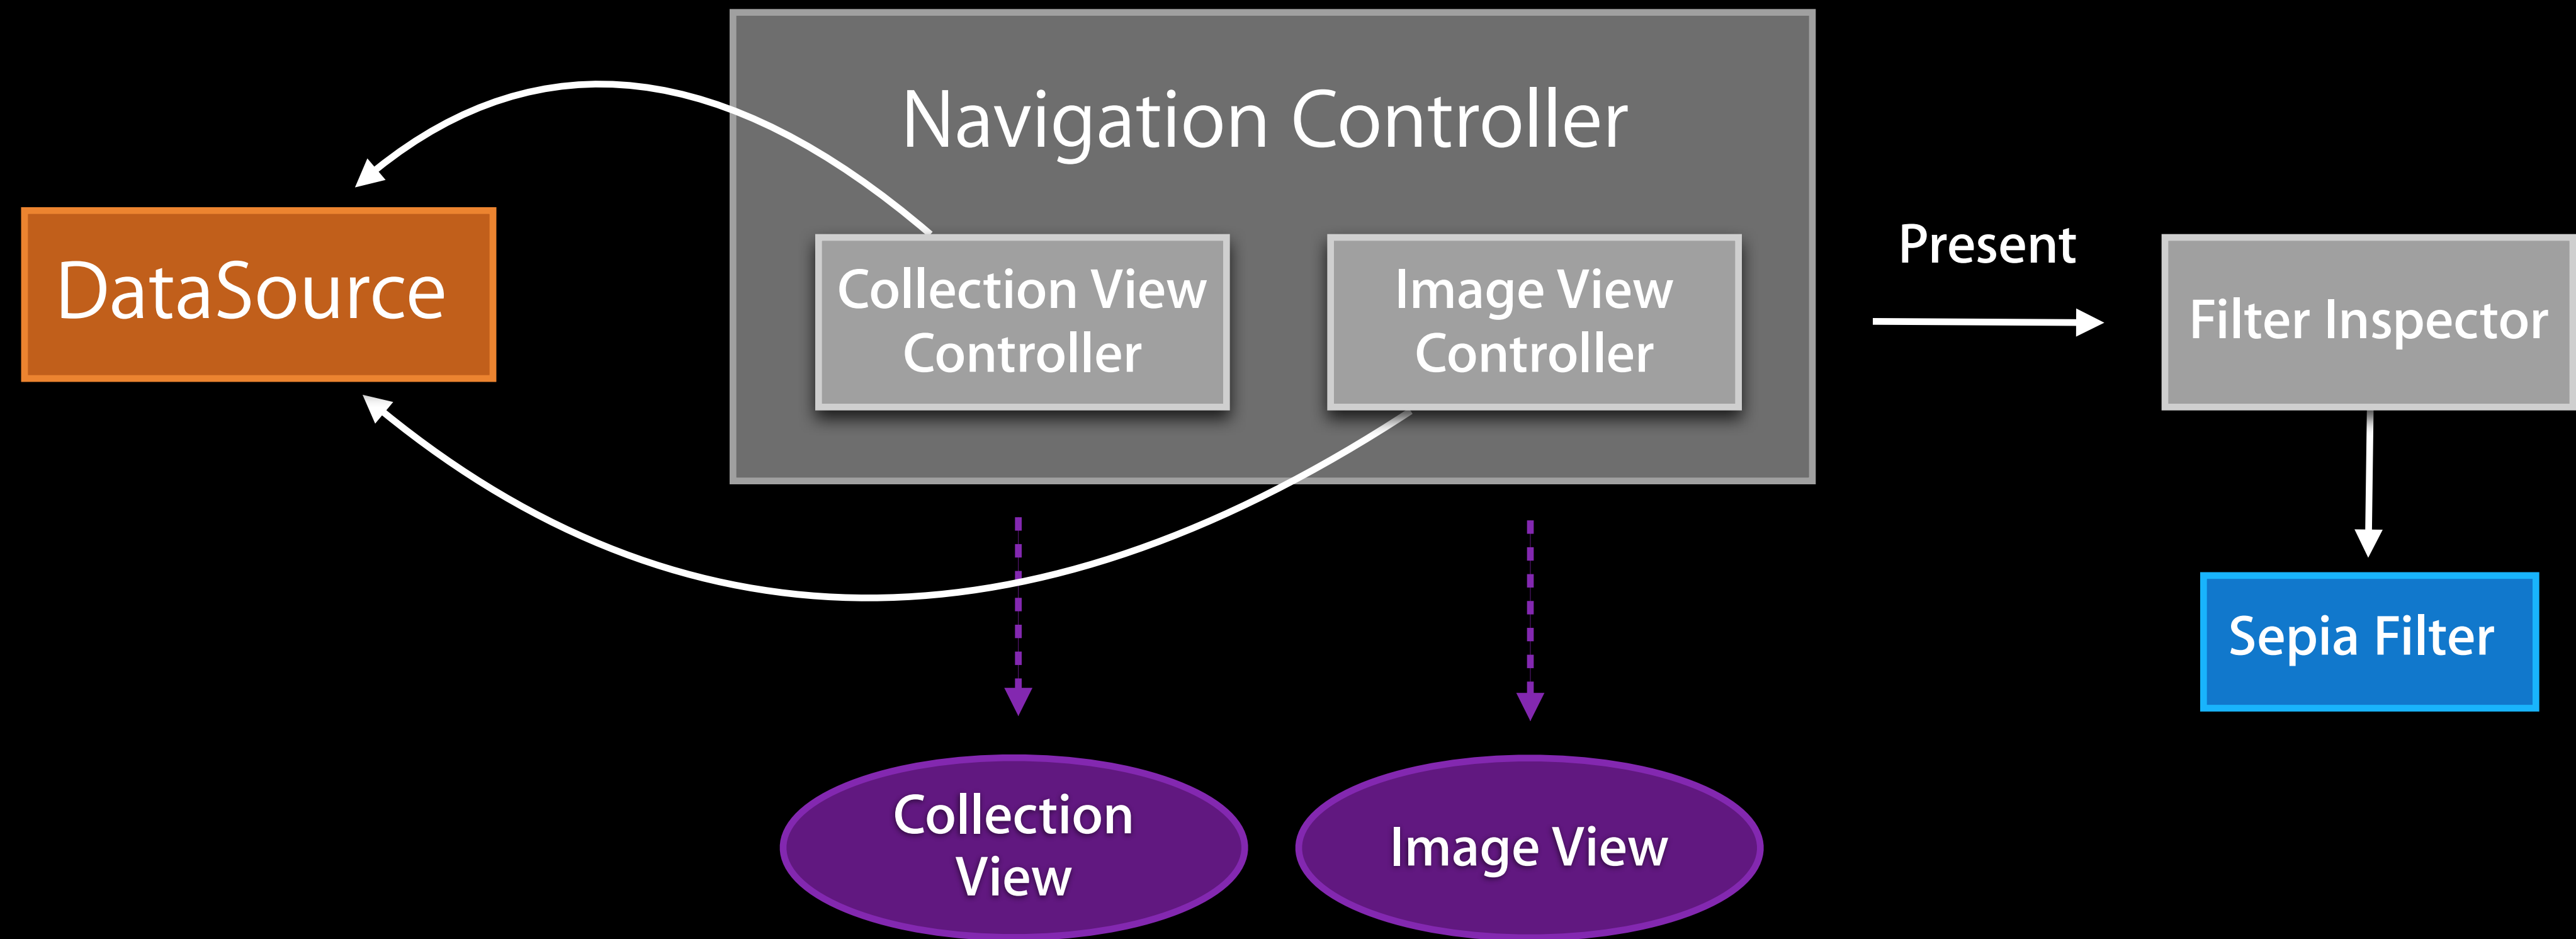 Navigation Controller
DataSource
Collection View
Controller
Image View
Controller
Present
Filter Inspector
Sepia Filter
Collection
View
Image View